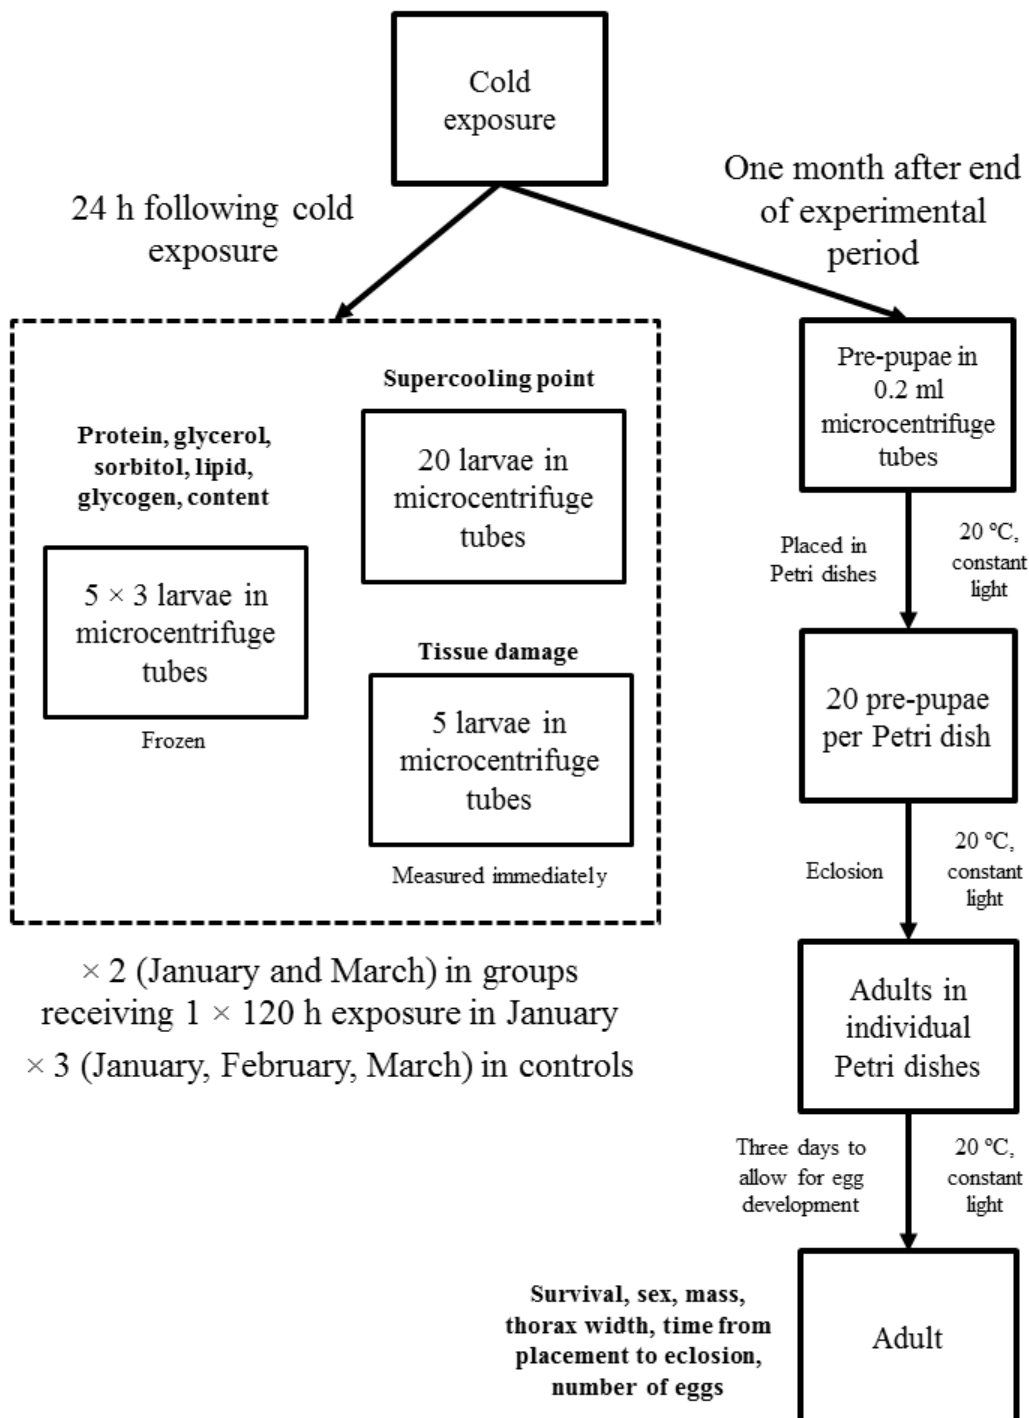 Cold
exposure
24 h following cold
exposure
One month after end
of experimental
period
Protein, glycerol,
sorbitol, lipid,
glycogen, content
5 × 3 larvae in
microcentrifuge
tubes
Frozen
Supercooling point
20 larvae in
microcentrifuge
tubes
Tissue damage
5 larvae in
microcentrifuge
tubes
Measured immediately
× 2 (January and March) in groups
receiving 1 × 120 h exposure in January
× 3 (January, February, March) in controls
Pre-pupae in
0.2 ml
microcentrifuge
tubes
Placed in
Petri dishes
20 ºC,
constant
light
20 pre-pupae
per Petri dish
Eclosion
20 ºC,
constant
light
Adults in
individual
Petri dishes
Three days to
allow for egg
development
20 ºC,
constant
light
Survival, sex, mass,
thorax width, time from
placement to eclosion,
number of eggs
Adult